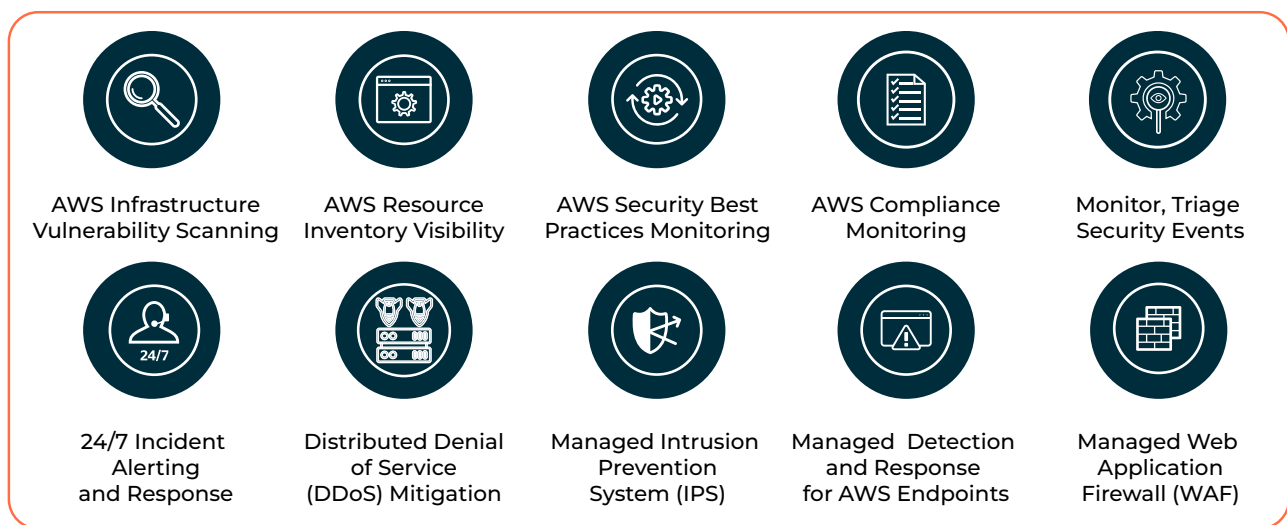 AWS Infrastructure
Vulnerability Scanning
AWS Resource
Inventory Visibility
AWS Security Best
Practices Monitoring
AWS Compliance
Monitoring
Monitor, Triage
Security Events
24/7
24/7 Incident
Alerting
and Response
Distributed Denial
of Service
(DDoS) Mitigation
Managed Intrusion
Prevention
System (IPS)
Managed Detection
and Response
for AWS Endpoints
Managed Web
Application
Firewall (WAF)